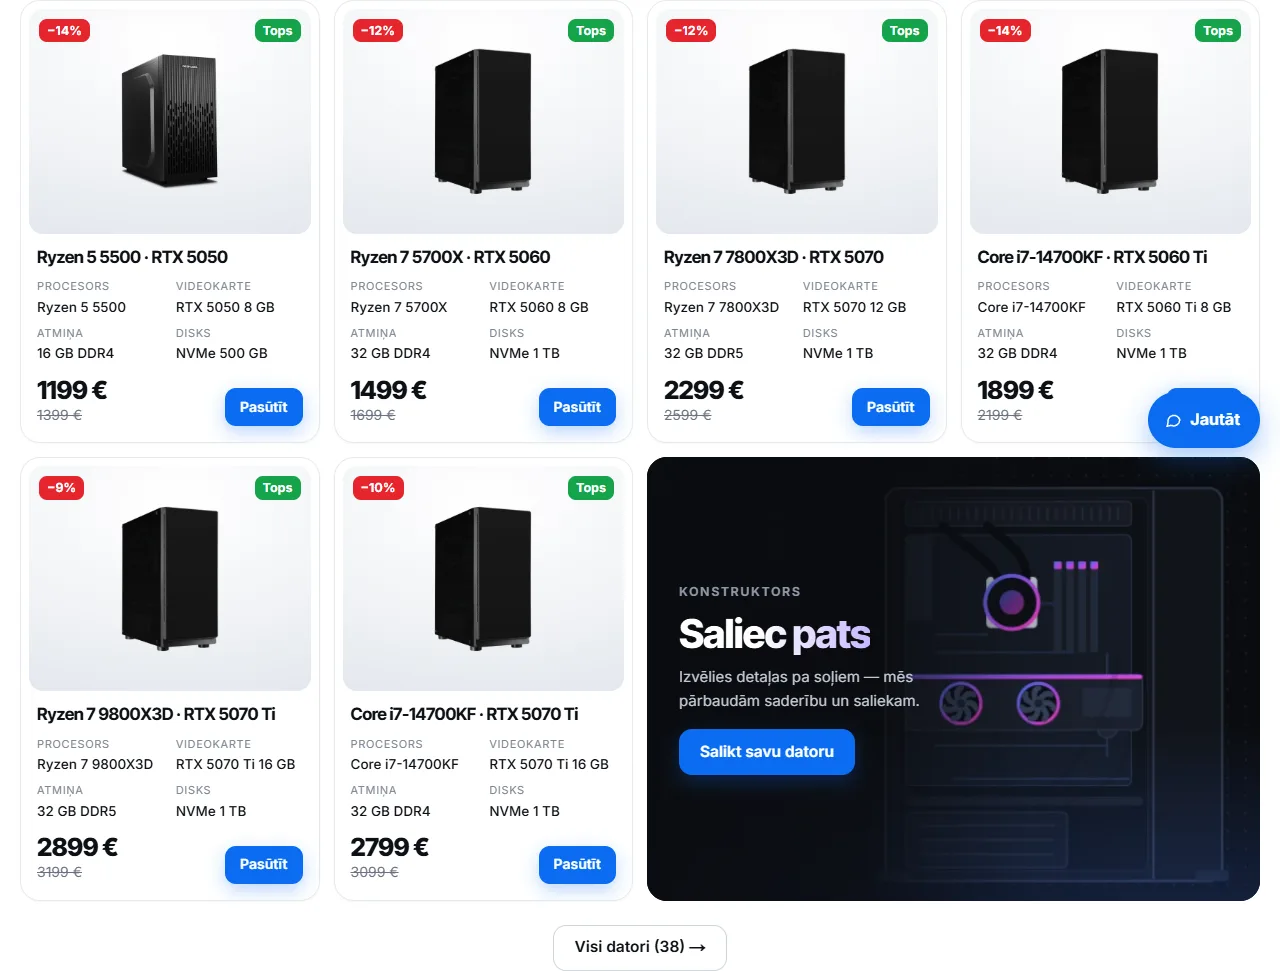 −14%
Tops
Ryzen 5 5500 · RTX 5050
PROCESORS
VIDEOKARTE
Ryzen 5 5500
RTX 5050 8 GB
ATMIŅA
DISKS
16 GB DDR4
NVMe 500 GB
1199 €
1399 €
Pasūtīt
−12%
Tops
Ryzen 7 5700X · RTX 5060
PROCESORS
VIDEOKARTE
Ryzen 7 5700X
RTX 5060 8 GB
ATMIŅA
DISKS
32 GB DDR4
NVMe 1 TB
1499 €
1699 €
Pasūtīt
−12%
Tops
Ryzen 7 7800X3D · RTX 5070
PROCESORS
VIDEOKARTE
Ryzen 7 7800X3D
RTX 5070 12 GB
ATMIŅA
DISKS
32 GB DDR5
NVMe 1 TB
2299 €
2599 €
Pasūtīt
−14%
Tops
Core i7-14700KF · RTX 5060 Ti
PROCESORS
VIDEOKARTE
Core i7-14700KF
RTX 5060 Ti 8 GB
ATMIŅA
DISKS
32 GB DDR4
NVMe 1 TB
1899 €
2199 €
Jautāt
−9%
Tops
Ryzen 7 9800X3D · RTX 5070 Ti
PROCESORS
VIDEOKARTE
Ryzen 7 9800X3D
RTX 5070 Ti 16 GB
ATMIŅA
DISKS
32 GB DDR5
NVMe 1 TB
2899 €
3199 €
Pasūtīt
−10%
Tops
Core i7-14700KF · RTX 5070 Ti
PROCESORS
VIDEOKARTE
Core i7-14700KF
RTX 5070 Ti 16 GB
ATMIŅA
DISKS
32 GB DDR4
NVMe 1 TB
2799 €
3099 €
Pasūtīt
KONSTRUKTORS
Saliec pats
Izvēlies detaļas pa soļiem — mēs
pārbaudām saderību un saliekam.
Salikt savu datoru
Visi datori (38) →